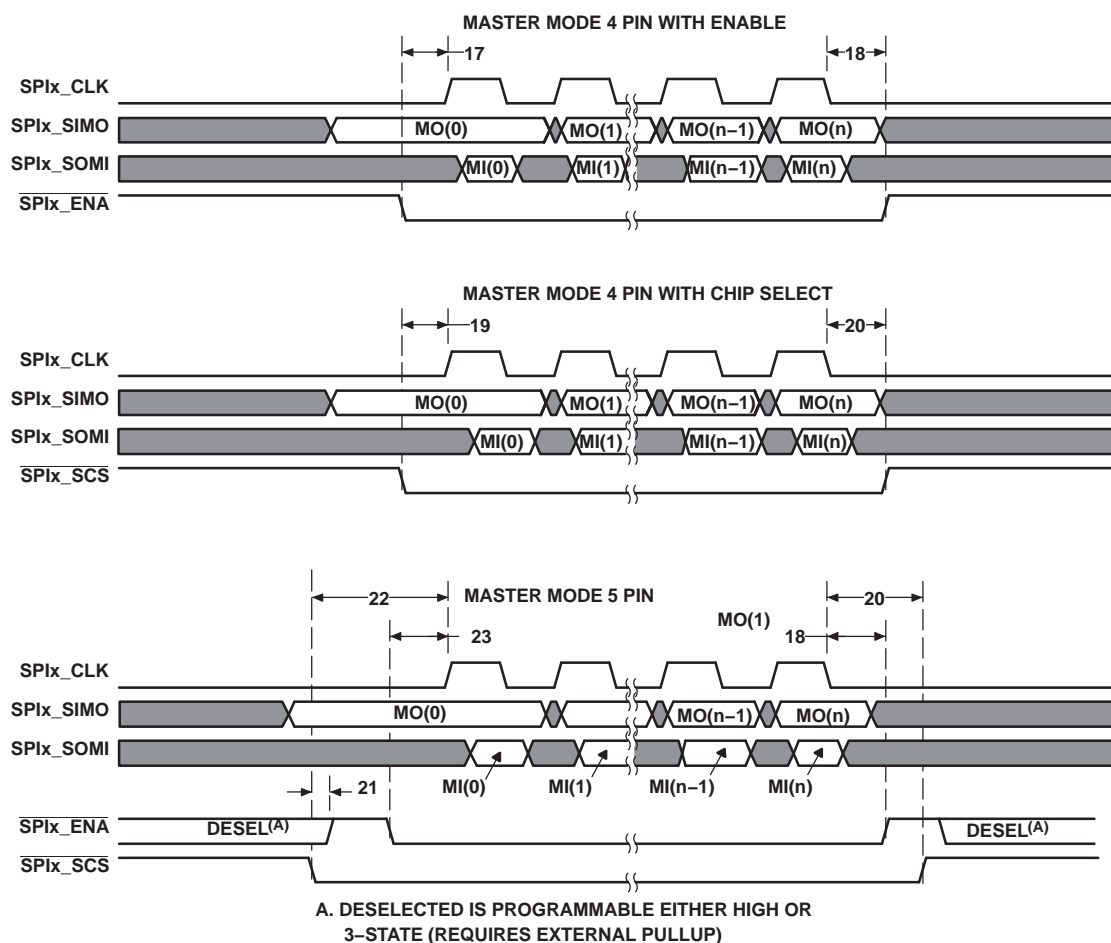 MASTER MODE 4 PIN WITH ENABLE
17 18
SPIx_CLK
SPIx_SIMO MO(0) MO(1) MO(n−1) MO(n)
SPIx_SOMI MI(0) MI(1) MI(n−1) MI(n)
SPIx_ENA
MASTER MODE 4 PIN WITH CHIP SELECT
19 20
SPIx_CLK
SPIx_SIMO MO(0) MO(1) MO(n−1) MO(n)
SPIx_SOMI MI(0) MI(1) MI(n−1) MI(n)
SPIx_SCS
22 MASTER MODE 5 PIN 20
MO(1)
23 18
SPIx_CLK
SPIx_SIMO MO(0) MO(n−1) MO(n)
SPIx_SOMI
21 MI(0) MI(1) MI(n−1) MI(n)
SPIx_ENA DESEL(A) DESEL(A)
SPIx_SCS
A. DESELECTED IS PROGRAMMABLE EITHER HIGH OR
3−STATE (REQUIRES EXTERNAL PULLUP)